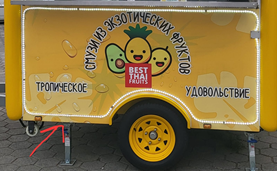 СМУЗИ ИЗ ЭКЗОТИЧЕСКИХ ФРУКТОВ
BEST
THAI
FRUITS
ТРОПИЧЕСКОЕ
УДОВОЛЬСТВИЕ